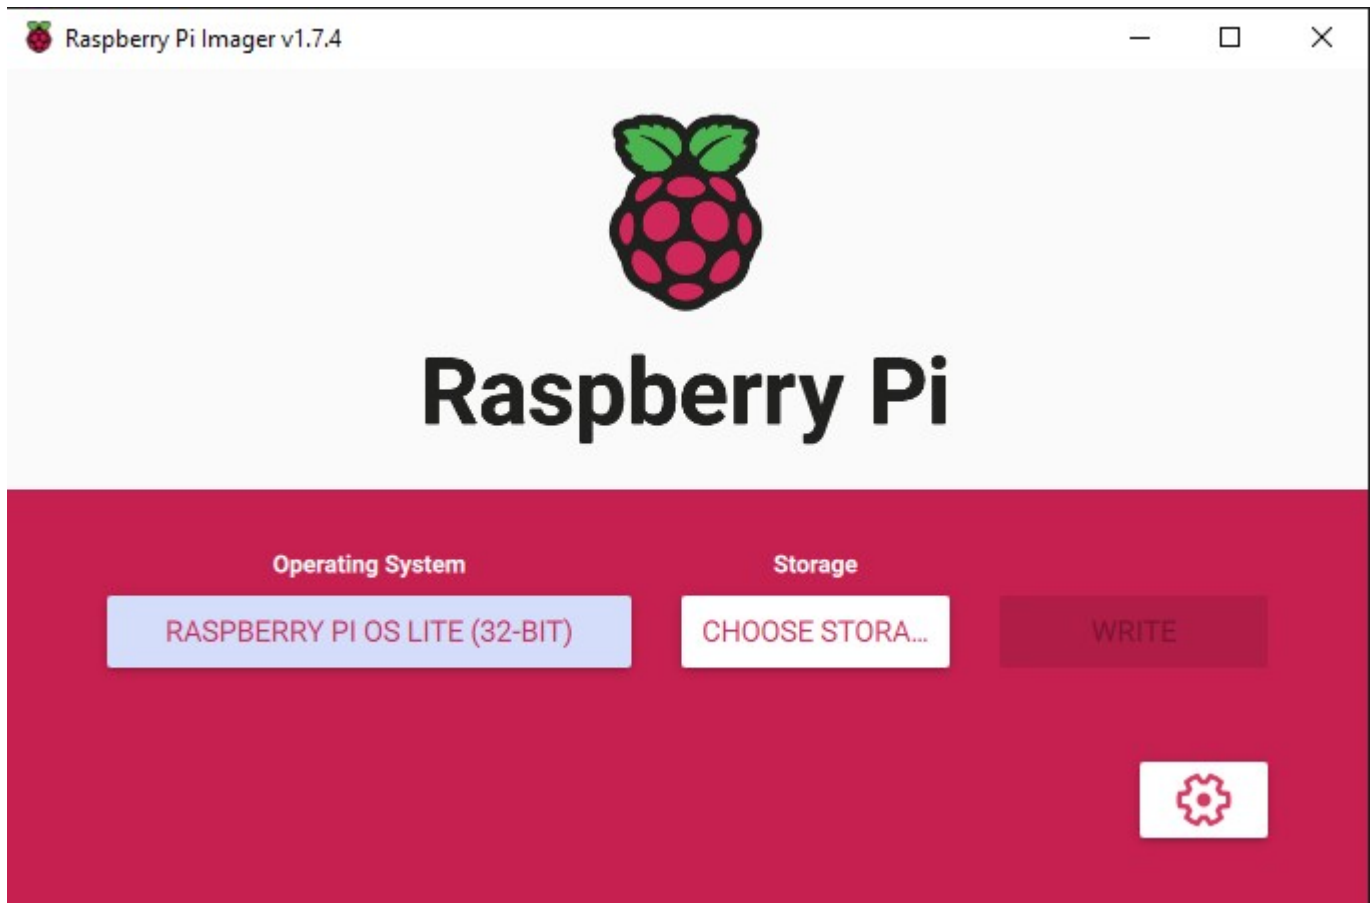 Raspberry Pi Imager v1.7.4
Raspberry Pi
Operating System
Storage
RASPBERRY PI OS LITE (32-BIT)
CHOOSE STORA...
WRITE